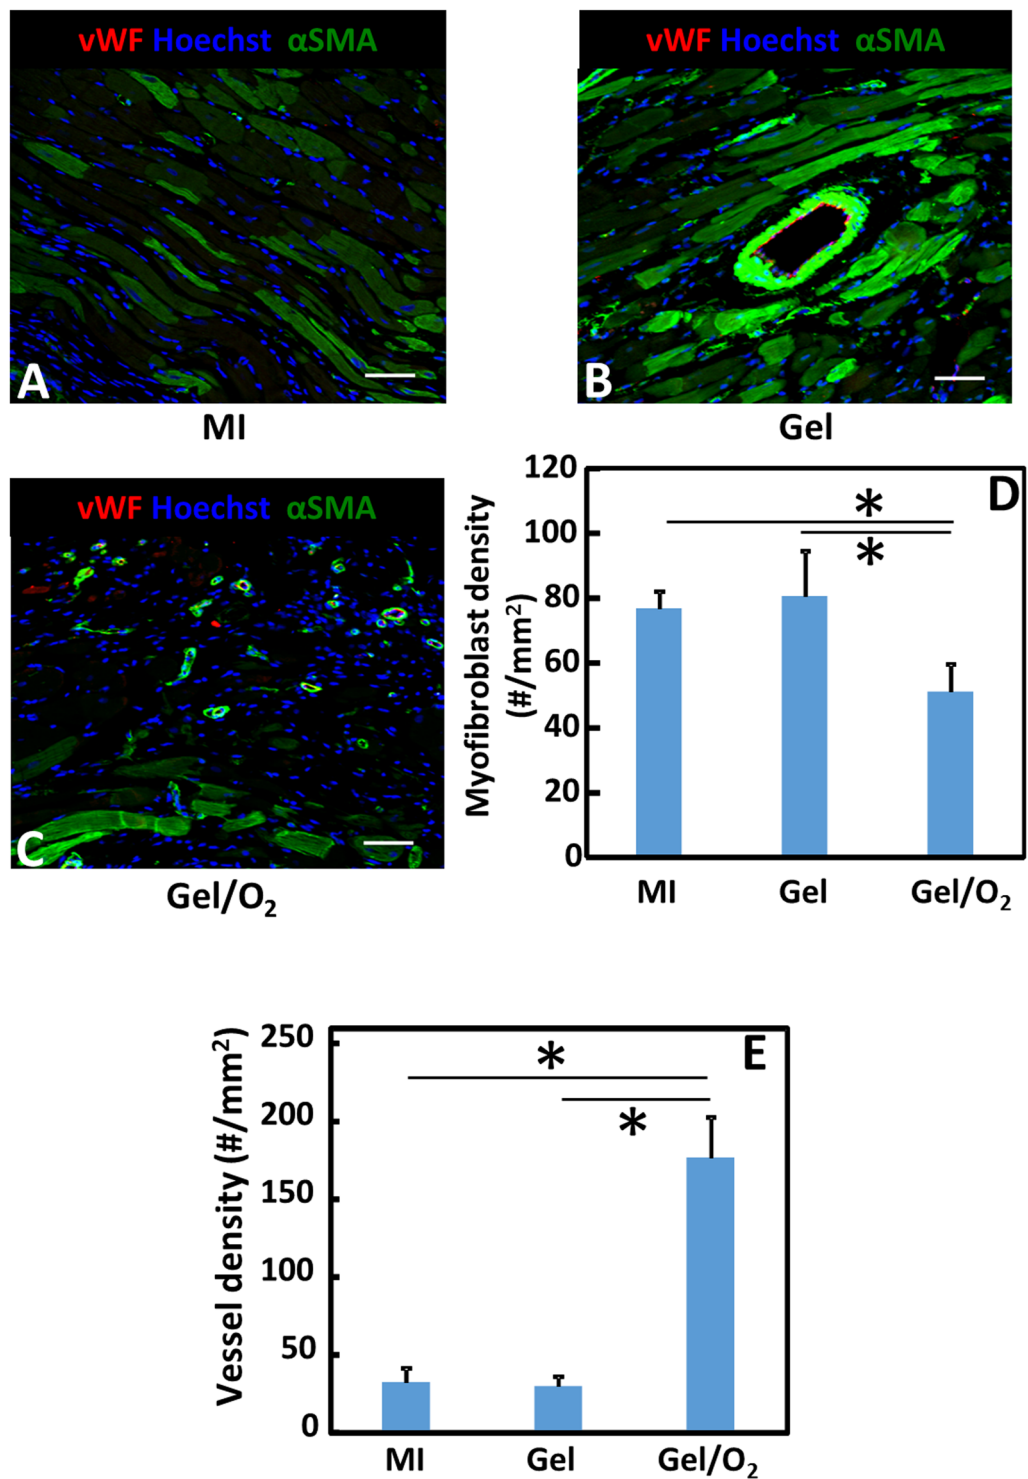 vWF Hoechst αSMA
A
MI
vWF Hoechst αSMA
B
Gel
vWF Hoechst αSMA
C
Gel/O₂
D
Myofibroblast density
(#/mm²)
120
100
80
60
40
20
0
*
*
MI Gel Gel/O₂
E
Vessel density (#/mm²)
250
200
150
100
50
0
*
*
MI Gel Gel/O₂